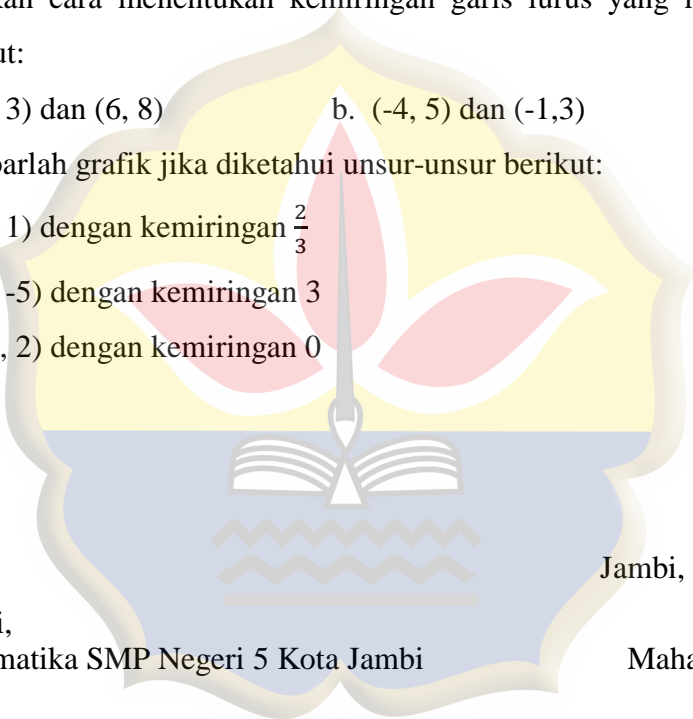 cara menentukan kemiringan garis lurus yang
ut:
3) dan (6, 8) b. (-4, 5) dan (-1,3)
barlah grafik jika diketahui unsur-unsur berikut:
1) dengan kemiringan 2/3
-5) dengan kemiringan 3
, 2) dengan kemiringan 0
Jambi,
i,
matika SMP Negeri 5 Kota Jambi Maha